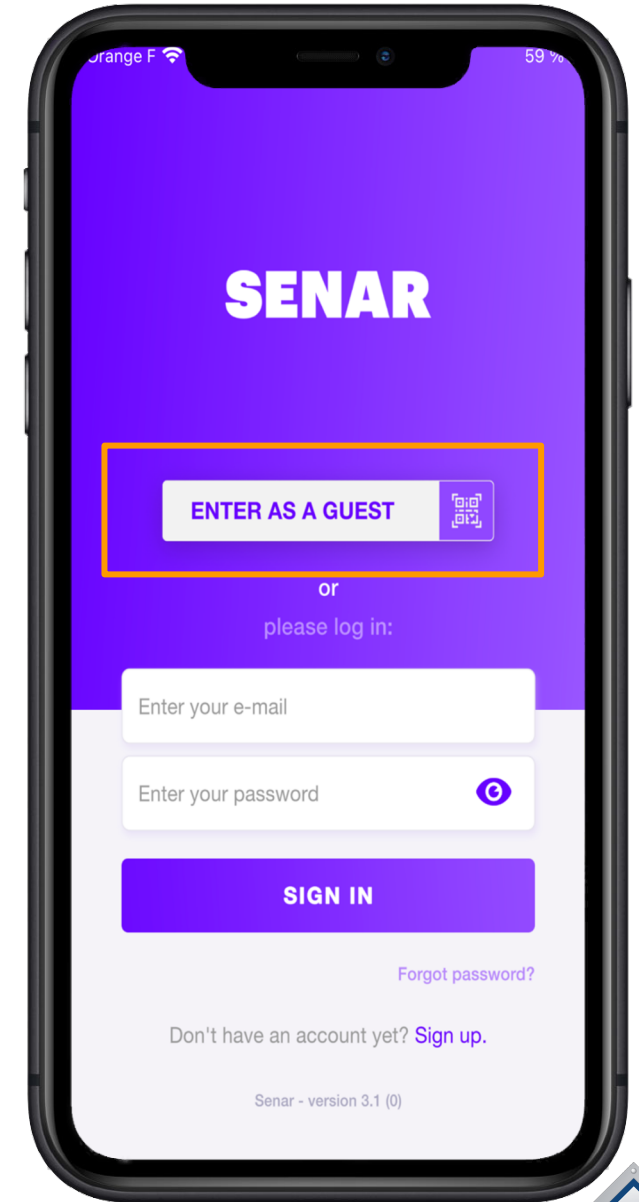 Orange F 59 %
SENAR
ENTER AS A GUEST
or
please log in:
Enter your e-mail
Enter your password
SIGN IN
Forgot password?
Don't have an account yet? Sign up.
Senar - version 3.1 (0)